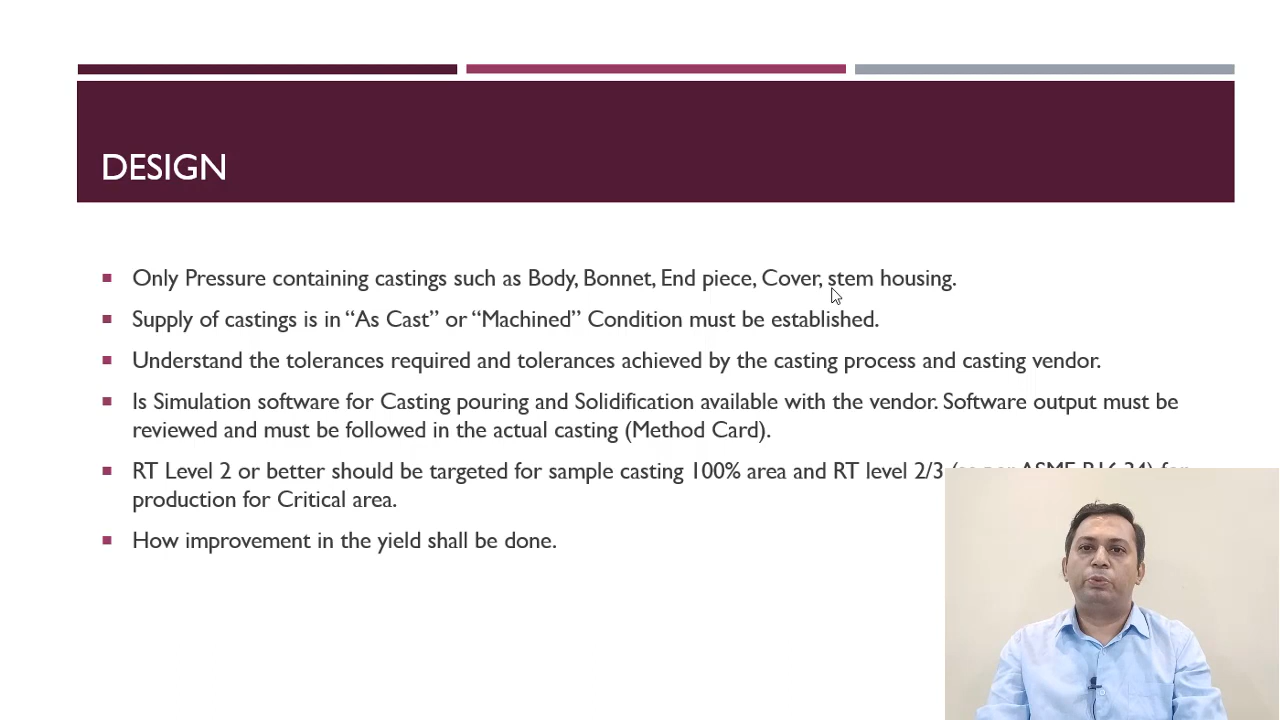 DESIGN
Only Pressure containing castings such as Body, Bonnet, End piece, Cover, stem housing.
Supply of castings is in “As Cast” or “Machined” Condition must be established.
Understand the tolerances required and tolerances achieved by the casting process and casting vendor.
Is Simulation software for Casting pouring and Solidification available with the vendor. Software output must be
reviewed and must be followed in the actual casting (Method Card).
RT Level 2 or better should be targeted for sample casting 100% area and RT level 2/3
production for Critical area.
How improvement in the yield shall be done.